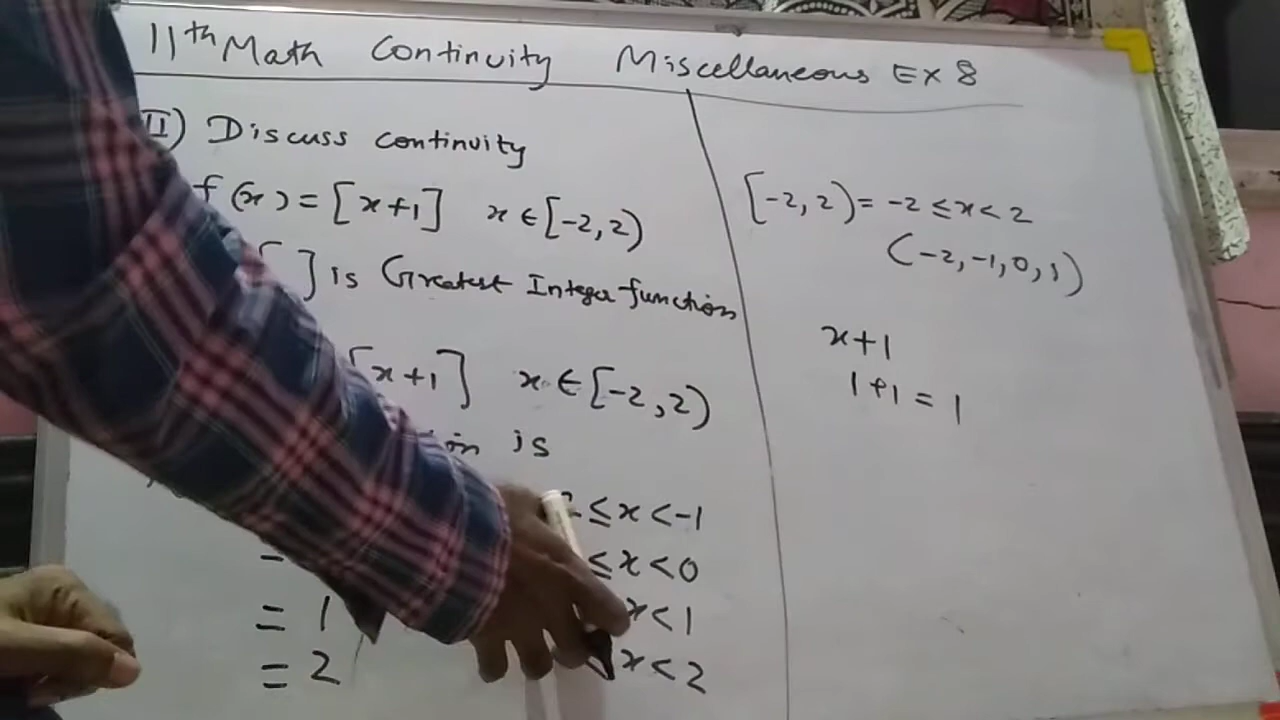 11th Math Continuity Miscellaneous Ex 8
II) Discuss continuity
f(x) = [x+1] x ∈ [-2, 2)
[ ] is Greatest Integer function
[x+1] x ∈ [-2, 2)
is
≤ x < -1
= ≤ x < 0
= 1 x < 1
= 2 x < 2
[-2, 2) = -2 ≤ x < 2
(-2, -1, 0, 1)
x+1
1+1 = 1